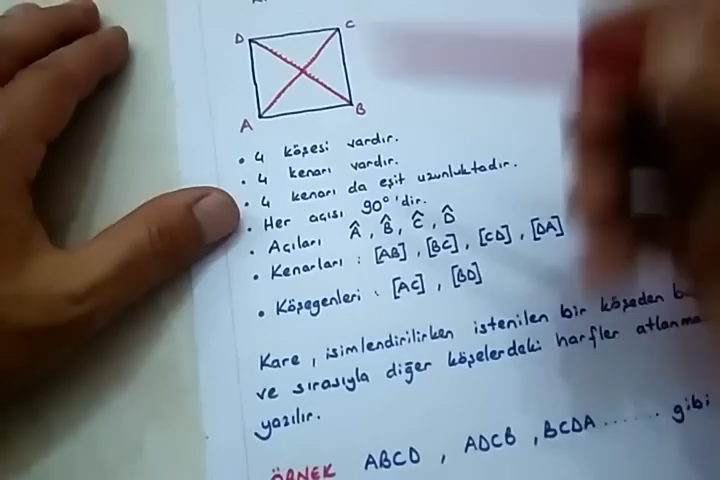 D C
A B
• 4 köşesi vardır.
• 4 kenarı vardır.
• 4 kenarı da eşit uzunluktadır.
• Her açısı 90°'dir.
• Açıları Â, B̂, Ĉ, D̂
• Kenarları : [AB], [BC], [CD], [DA]
• Köşegenleri : [AC], [BD]
Kare, isimlendirilirken istenilen bir köşeden
ve sırasıyla diğer köşelerdeki harfler
yazılır.
ÖRNEK ABCD, ADCB, BCDA ...... gibi